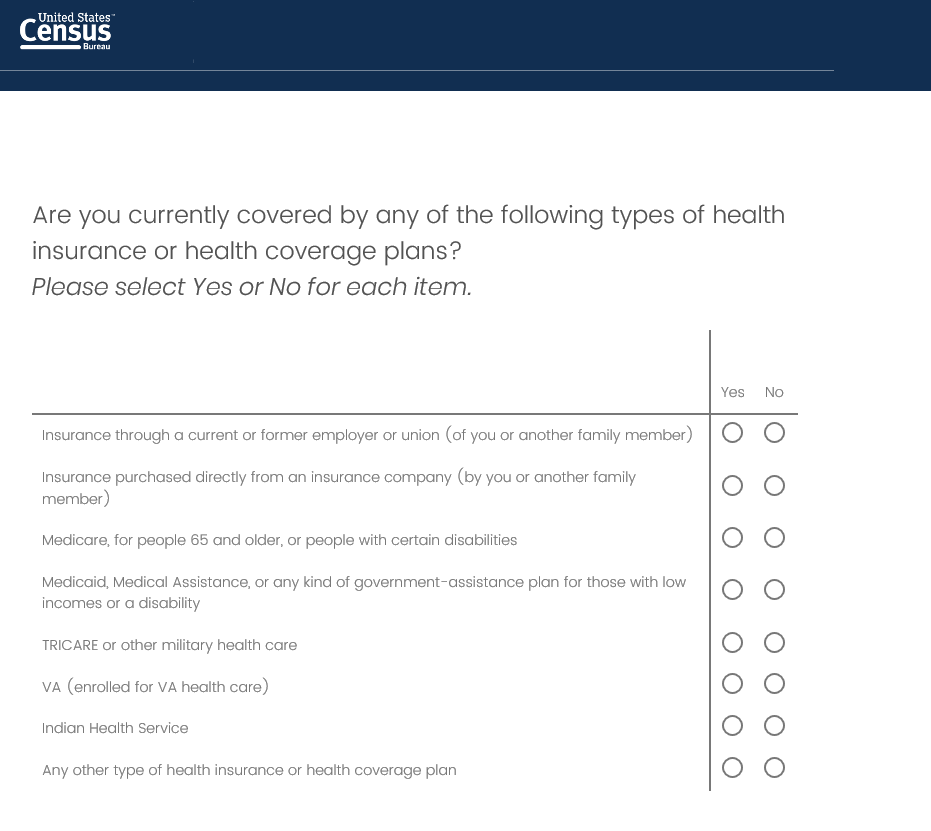 United States™
Census
Bureau
Are you currently covered by any of the following types of health
insurance or health coverage plans?
Please select Yes or No for each item.
Yes No
Insurance through a current or former employer or union (of you or another family member)
Insurance purchased directly from an insurance company (by you or another family
member)
Medicare, for people 65 and older, or people with certain disabilities
Medicaid, Medical Assistance, or any kind of government-assistance plan for those with low
incomes or a disability
TRICARE or other military health care
VA (enrolled for VA health care)
Indian Health Service
Any other type of health insurance or health coverage plan